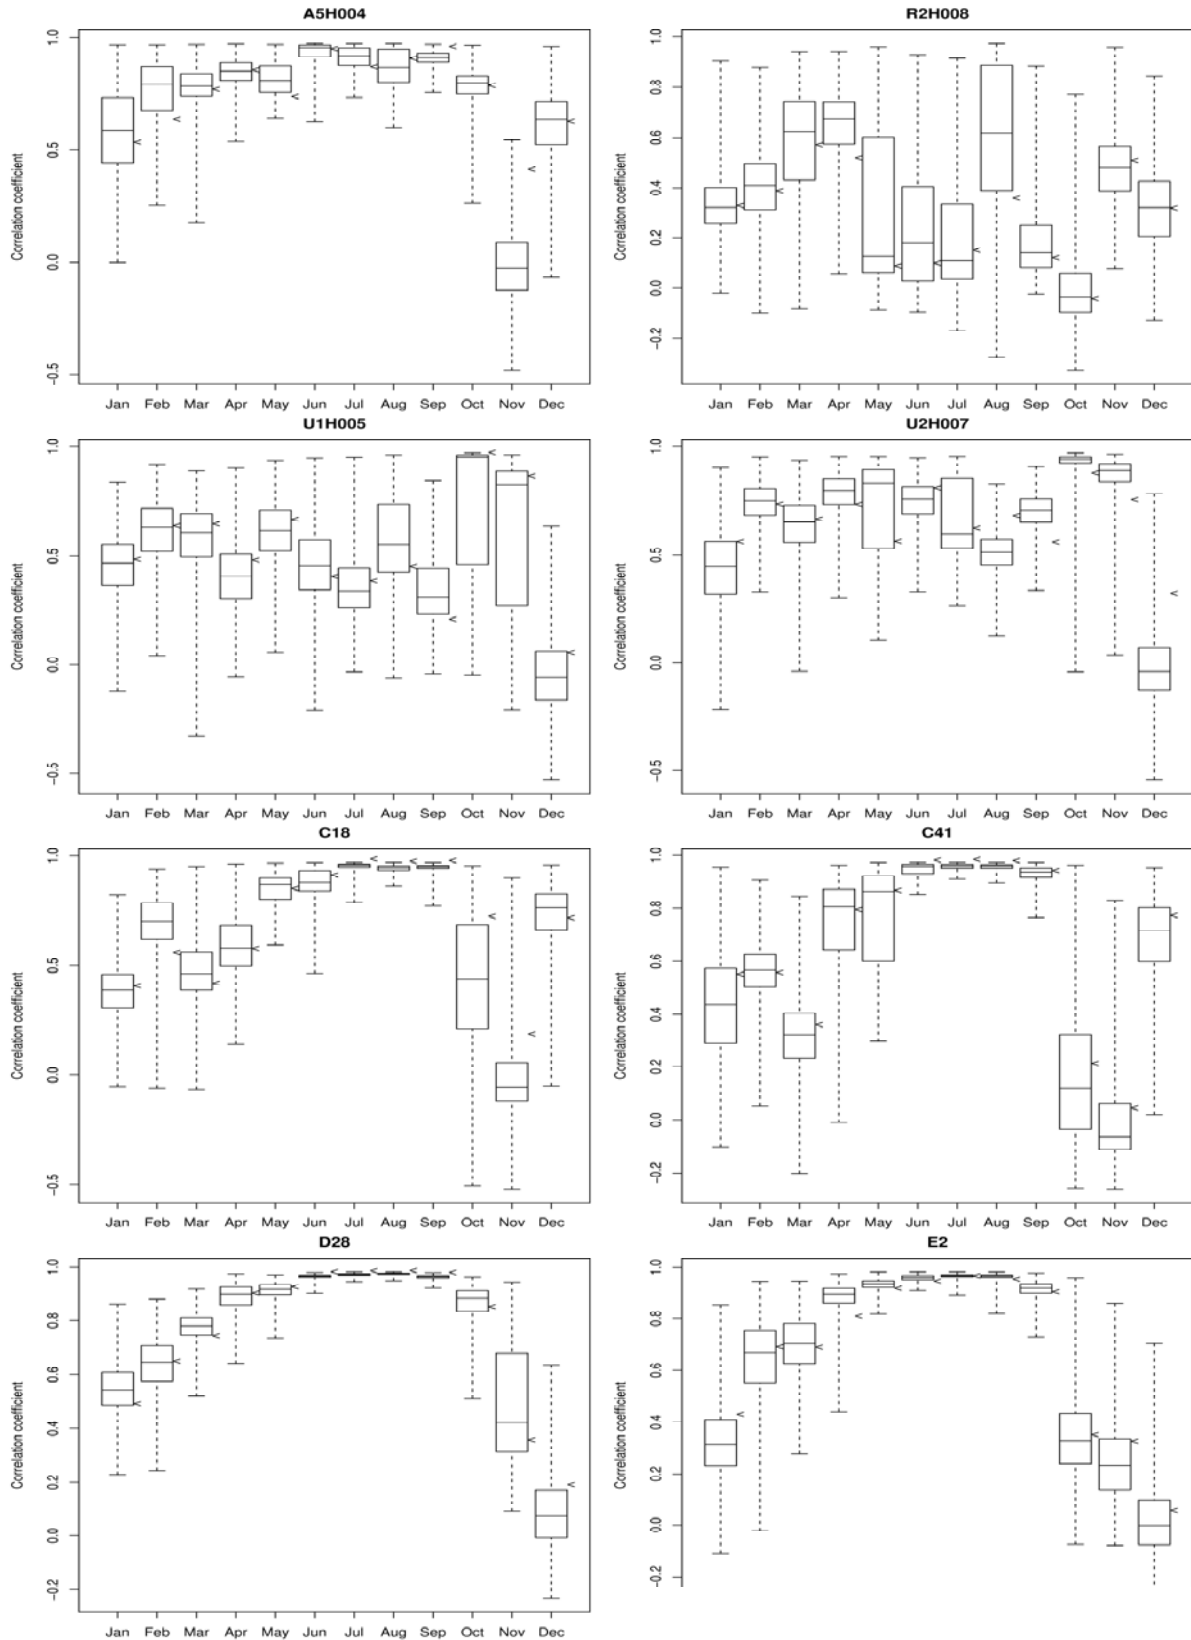 A5H004
Correlation coefficient
1.0
0.5
0.0
−0.5
Jan Feb Mar Apr May Jun Jul Aug Sep Oct Nov Dec
R2H008
Correlation coefficient
1.0
0.8
0.6
0.4
0.2
0.0
−0.2
Jan Feb Mar Apr May Jun Jul Aug Sep Oct Nov Dec
U1H005
Correlation coefficient
1.0
0.5
0.0
−0.5
Jan Feb Mar Apr May Jun Jul Aug Sep Oct Nov Dec
U2H007
Correlation coefficient
1.0
0.5
0.0
−0.5
Jan Feb Mar Apr May Jun Jul Aug Sep Oct Nov Dec
C18
Correlation coefficient
1.0
0.5
0.0
−0.5
Jan Feb Mar Apr May Jun Jul Aug Sep Oct Nov Dec
C41
Correlation coefficient
1.0
0.8
0.6
0.4
0.2
0.0
−0.2
Jan Feb Mar Apr May Jun Jul Aug Sep Oct Nov Dec
D28
Correlation coefficient
1.0
0.8
0.6
0.4
0.2
0.0
−0.2
Jan Feb Mar Apr May Jun Jul Aug Sep Oct Nov Dec
E2
Correlation coefficient
1.0
0.8
0.6
0.4
0.2
0.0
−0.2
Jan Feb Mar Apr May Jun Jul Aug Sep Oct Nov Dec